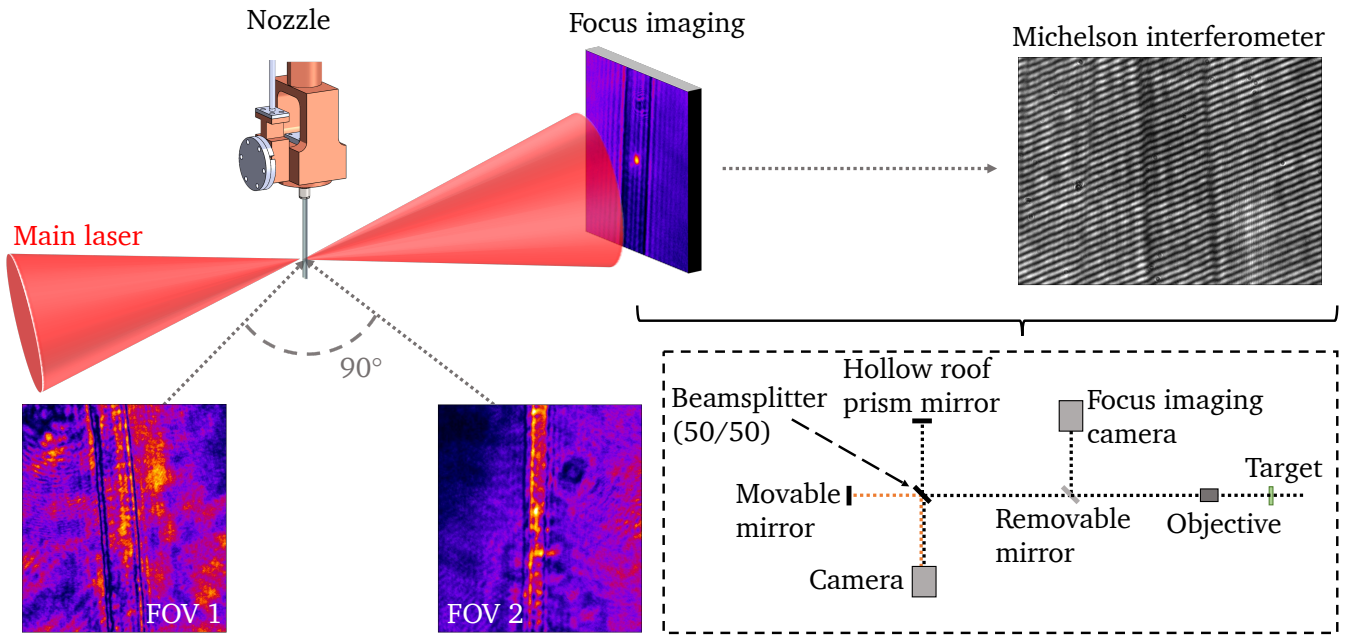 Nozzle
Focus imaging
Michelson interferometer
Main laser
90°
FOV 1
FOV 2
Hollow roof
prism mirror
Beamsplitter
(50/50)
Focus imaging
camera
Target
Movable
mirror
Removable
mirror
Objective
Camera